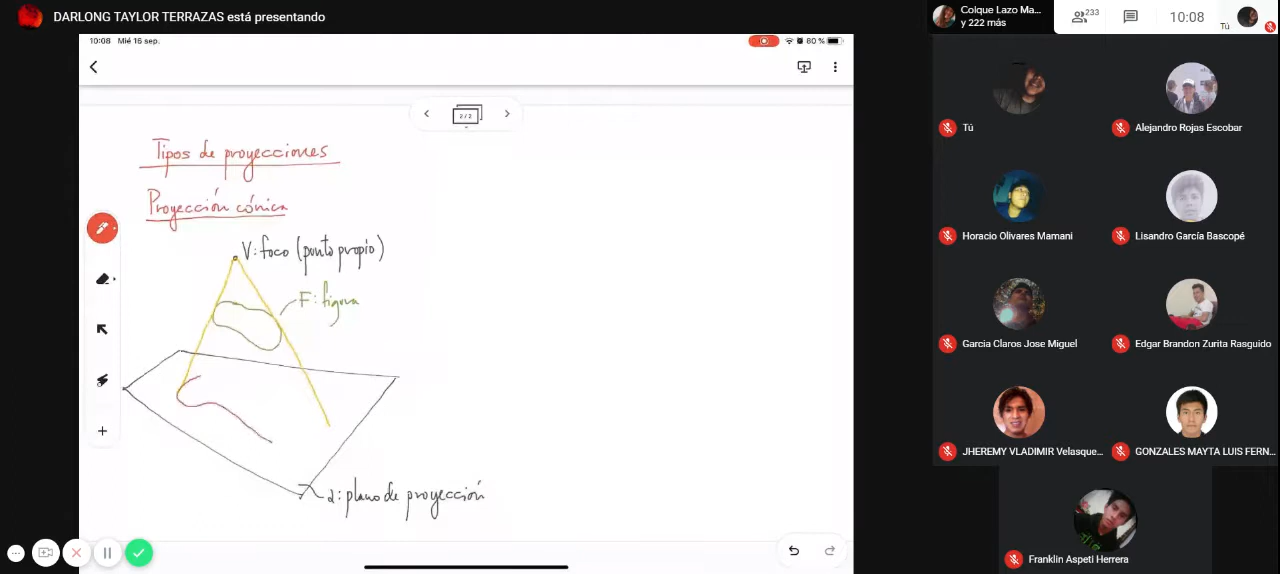 DARLONG TAYLOR TERRAZAS está presentando
Colque Lazo Ma...
y 222 más
233
10:08
Tú
10:08 Mié 16 sep.
80 %
2/2
Tipos de proyecciones
Proyección cónica
V: foco (punto propio)
F: figura
α: plano de proyección
Tú
Alejandro Rojas Escobar
Horacio Olivares Mamani
Lisandro García Bascopé
Garcia Claros Jose Miguel
Edgar Brandon Zurita Rasguido
JHEREMY VLADIMIR Velasque...
GONZALES MAYTA LUIS FERN...
Franklin Aspeti Herrera